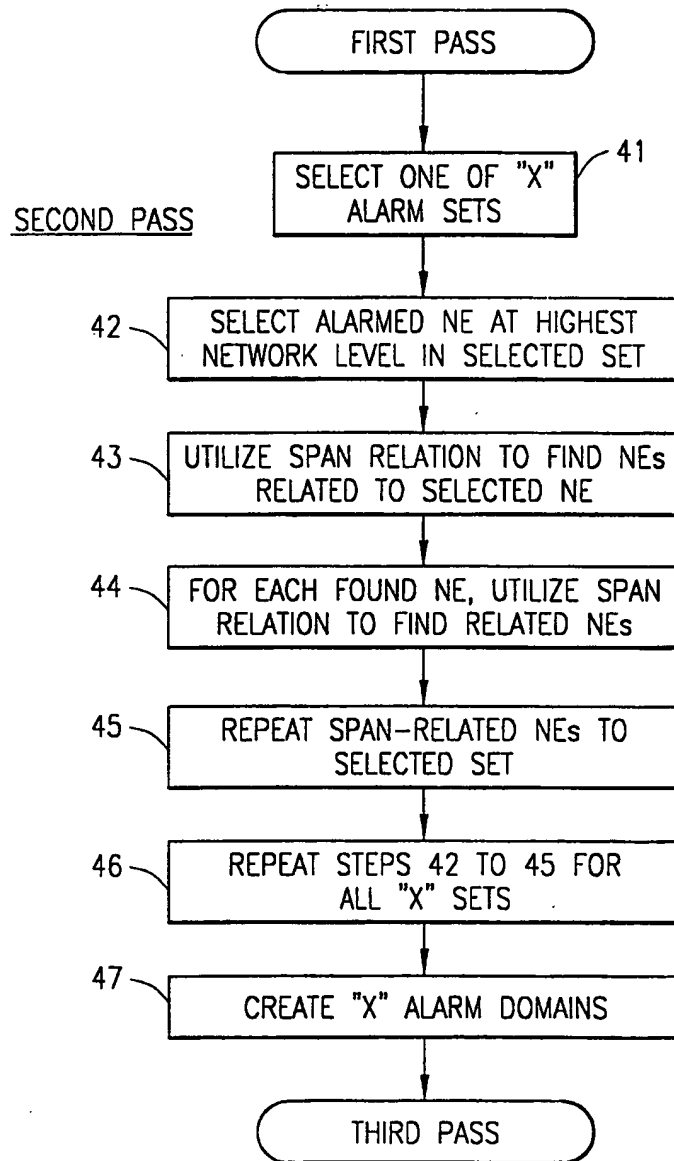 FIRST PASS
41
SELECT ONE OF "X"
ALARM SETS
SECOND PASS
42
SELECT ALARMED NE AT HIGHEST
NETWORK LEVEL IN SELECTED SET
43
UTILIZE SPAN RELATION TO FIND NEs
RELATED TO SELECTED NE
44
FOR EACH FOUND NE, UTILIZE SPAN
RELATION TO FIND RELATED NEs
45
REPEAT SPAN-RELATED NEs TO
SELECTED SET
46
REPEAT STEPS 42 TO 45 FOR
ALL "X" SETS
47
CREATE "X" ALARM DOMAINS
THIRD PASS